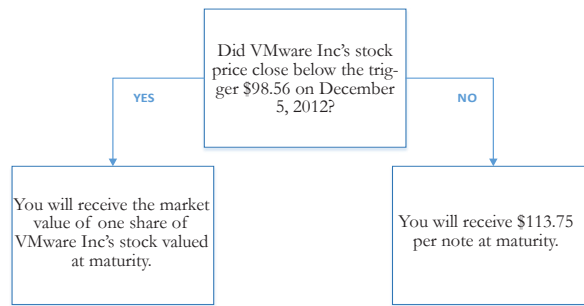 Did VMware Inc's stock
price close below the trig-
ger $98.56 on December
5, 2012?
YES
NO
You will receive the market
value of one share of
VMware Inc's stock valued
at maturity.
You will receive $113.75
per note at maturity.